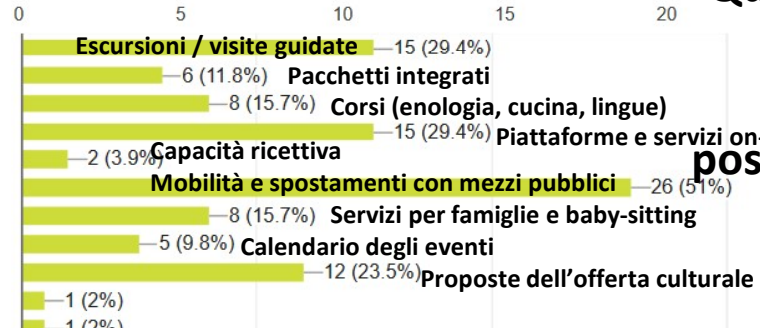 0 5 10 15 20
Escursioni / visite guidate 15 (29.4%)
6 (11.8%) Pacchetti integrati
8 (15.7%) Corsi (enologia, cucina, lingue)
15 (29.4%) Piattaforme e servizi on-
2 (3.9%) Capacità ricettiva
pos
Mobilità e spostamenti con mezzi pubblici 26 (51%)
8 (15.7%) Servizi per famiglie e baby-sitting
5 (9.8%) Calendario degli eventi
12 (23.5%) Proposte dell’offerta culturale
1 (2%)
1 (2%)